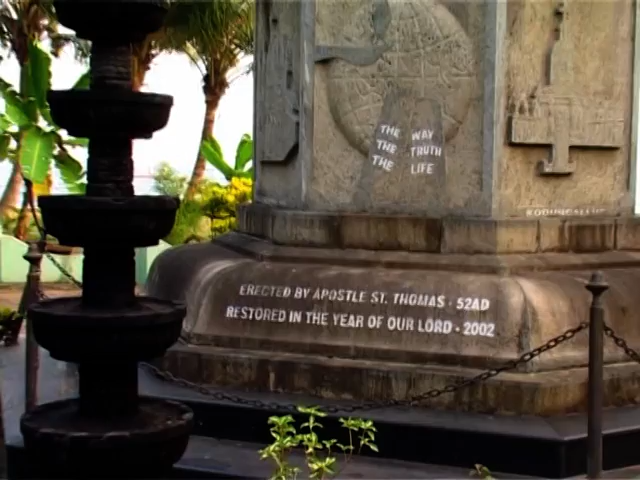 THE WAY
THE TRUTH
THE LIFE
KODUNGALLUR
ERECTED BY APOSTLE ST. THOMAS · 52AD
RESTORED IN THE YEAR OF OUR LORD · 2002